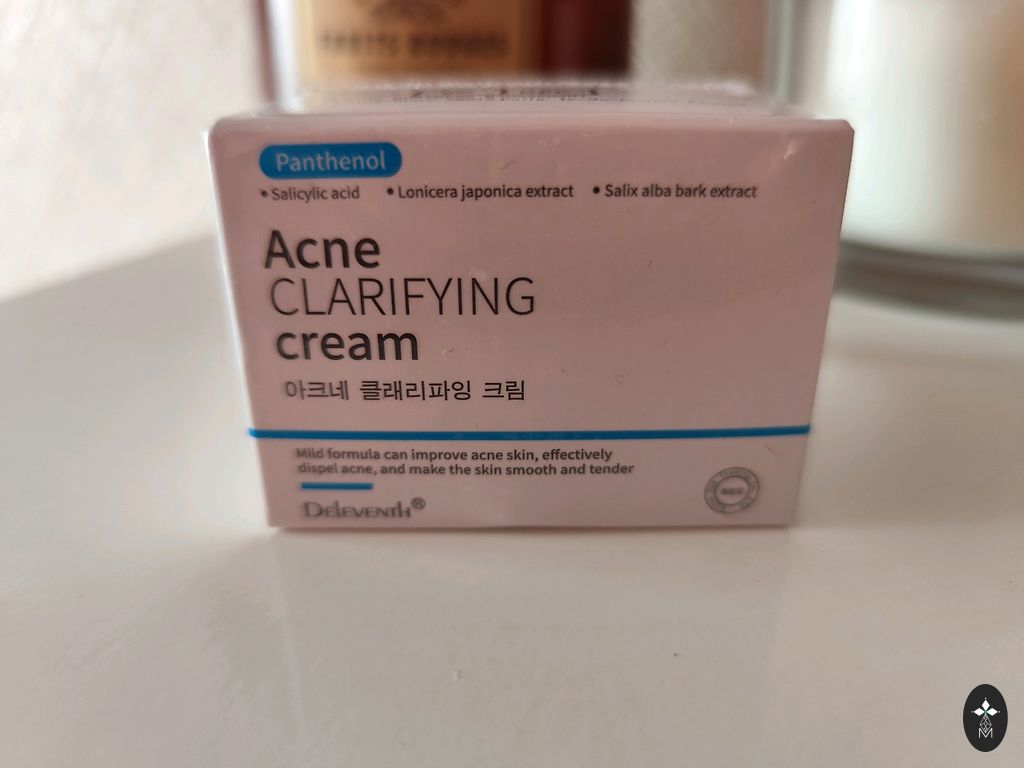 Panthenol
• Salicylic acid • Lonicera japonica extract • Salix alba bark extract
Acne
CLARIFYING
cream
아크네 클래리파잉 크림
Mild formula can improve acne skin, effectively
dispel acne, and make the skin smooth and tender
DELEVENTH®
M